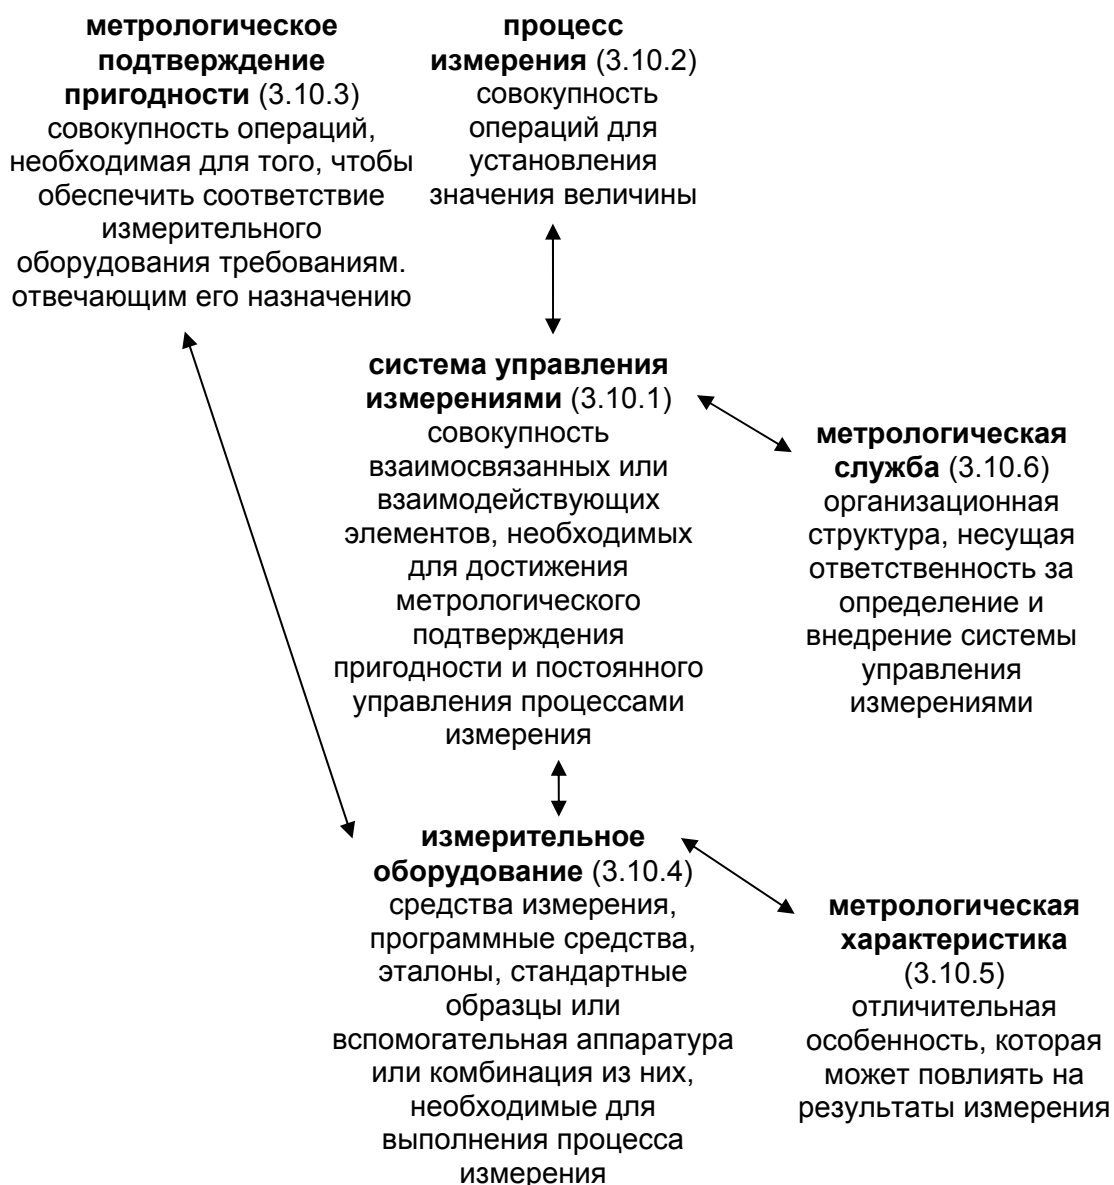 метрологическое
подтверждение
пригодности (3.10.3)
совокупность операций,
необходимая для того, чтобы
обеспечить соответствие
измерительного
оборудования требованиям.
отвечающим его назначению
процесс
измерения (3.10.2)
совокупность
операций для
установления
значения величины
система управления
измерениями (3.10.1)
совокупность
взаимосвязанных или
взаимодействующих
элементов, необходимых
для достижения
метрологического
подтверждения
пригодности и постоянного
управления процессами
измерения
метрологическая
служба (3.10.6)
организационная
структура, несущая
ответственность за
определение и
внедрение системы
управления
измерениями
измерительное
оборудование (3.10.4)
средства измерения,
программные средства,
эталоны, стандартные
образцы или
вспомогательная аппаратура
или комбинация из них,
необходимые для
выполнения процесса
измерения
метрологическая
характеристика
(3.10.5)
отличительная
особенность, которая
может повлиять на
результаты измерения